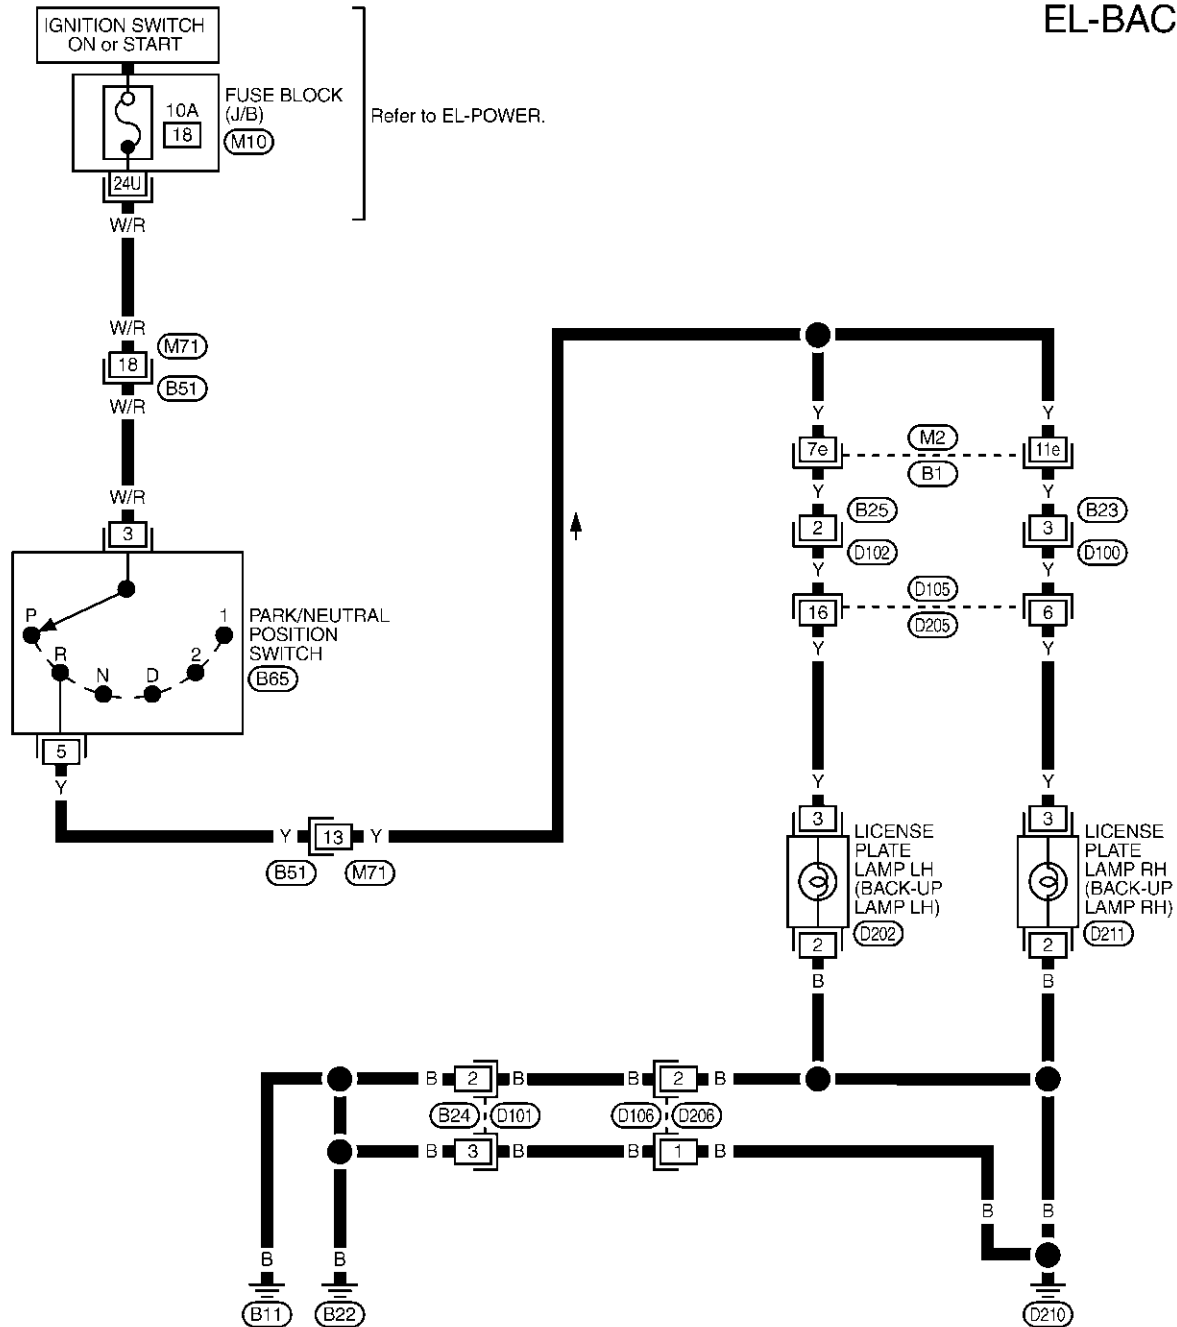 EL-BAC
IGNITION SWITCH
ON or START
FUSE BLOCK
(J/B)
M10
10A
18
Refer to EL-POWER.
24U
W/R
W/R
M71
18
B51
W/R
W/R
3
P
R
N
D
2
1
PARK/NEUTRAL
POSITION
SWITCH
B65
5
Y
Y
13
Y
B51
M71
Y
Y
7e
M2
11e
B1
Y
Y
B25
B23
2
3
D102
D100
Y
Y
D105
16
6
D205
Y
Y
Y
Y
3
3
LICENSE
PLATE
LAMP LH
(BACK-UP
LAMP LH)
D202
LICENSE
PLATE
LAMP RH
(BACK-UP
LAMP RH)
D211
2
2
B
B
B
2
B
B
2
B
B24
D101
D106
D206
B
3
B
B
1
B
B
B
B
B
B11
B22
D210